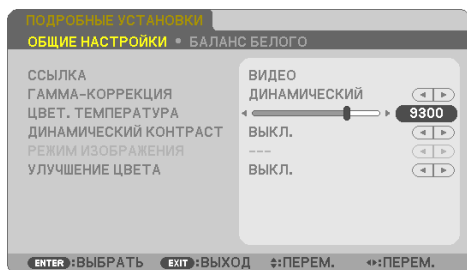 ПОДРОБНЫЕ УСТАНОВКИ
ОБЩИЕ НАСТРОЙКИ • БАЛАНС БЕЛОГО
ССЫЛКА ВИДЕО
ГАММА-КОРРЕКЦИЯ ДИНАМИЧЕСКИЙ
ЦВЕТ. ТЕМПЕРАТУРА 9300
ДИНАМИЧЕСКИЙ КОНТРАСТ ВЫКЛ.
РЕЖИМ ИЗОБРАЖЕНИЯ ---
УЛУЧШЕНИЕ ЦВЕТА ВЫКЛ.
ENTER :ВЫБРАТЬ EXIT :ВЫХОД :ПЕРЕМ. :ПЕРЕМ.